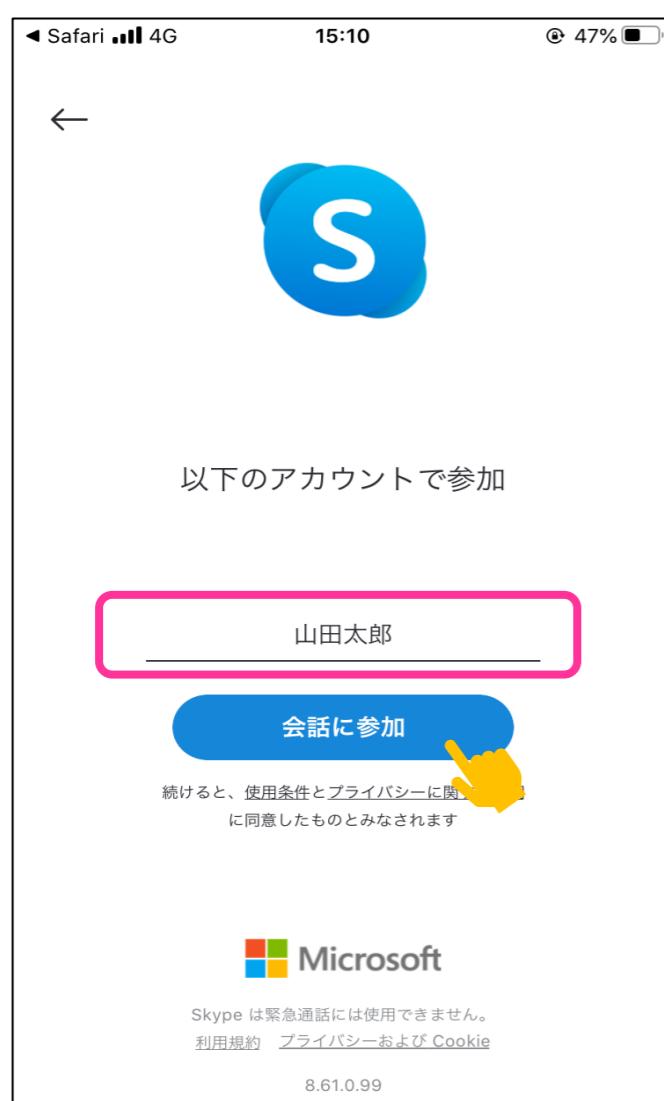 ◀ Safari 4G 15:10 47%
S
以下のアカウントで参加
山田太郎
会話に参加
続けると、使用条件とプライバシーに関
に同意したものとみなされます
Microsoft
Skype は緊急通話には使用できません。
利用規約 プライバシーおよび Cookie
8.61.0.99